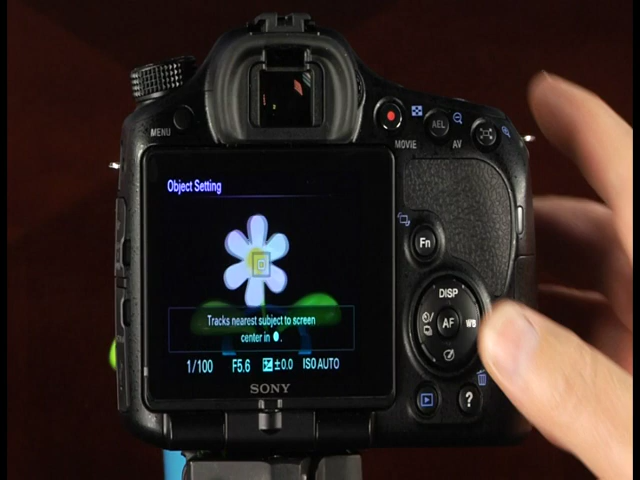 MENU
MOVIE
AEL
AV
Object Setting
Fn
DISP
AF
WB
Tracks nearest subject to screen
center in ●.
1/100 F5.6 ±0.0 ISO AUTO
SONY
?